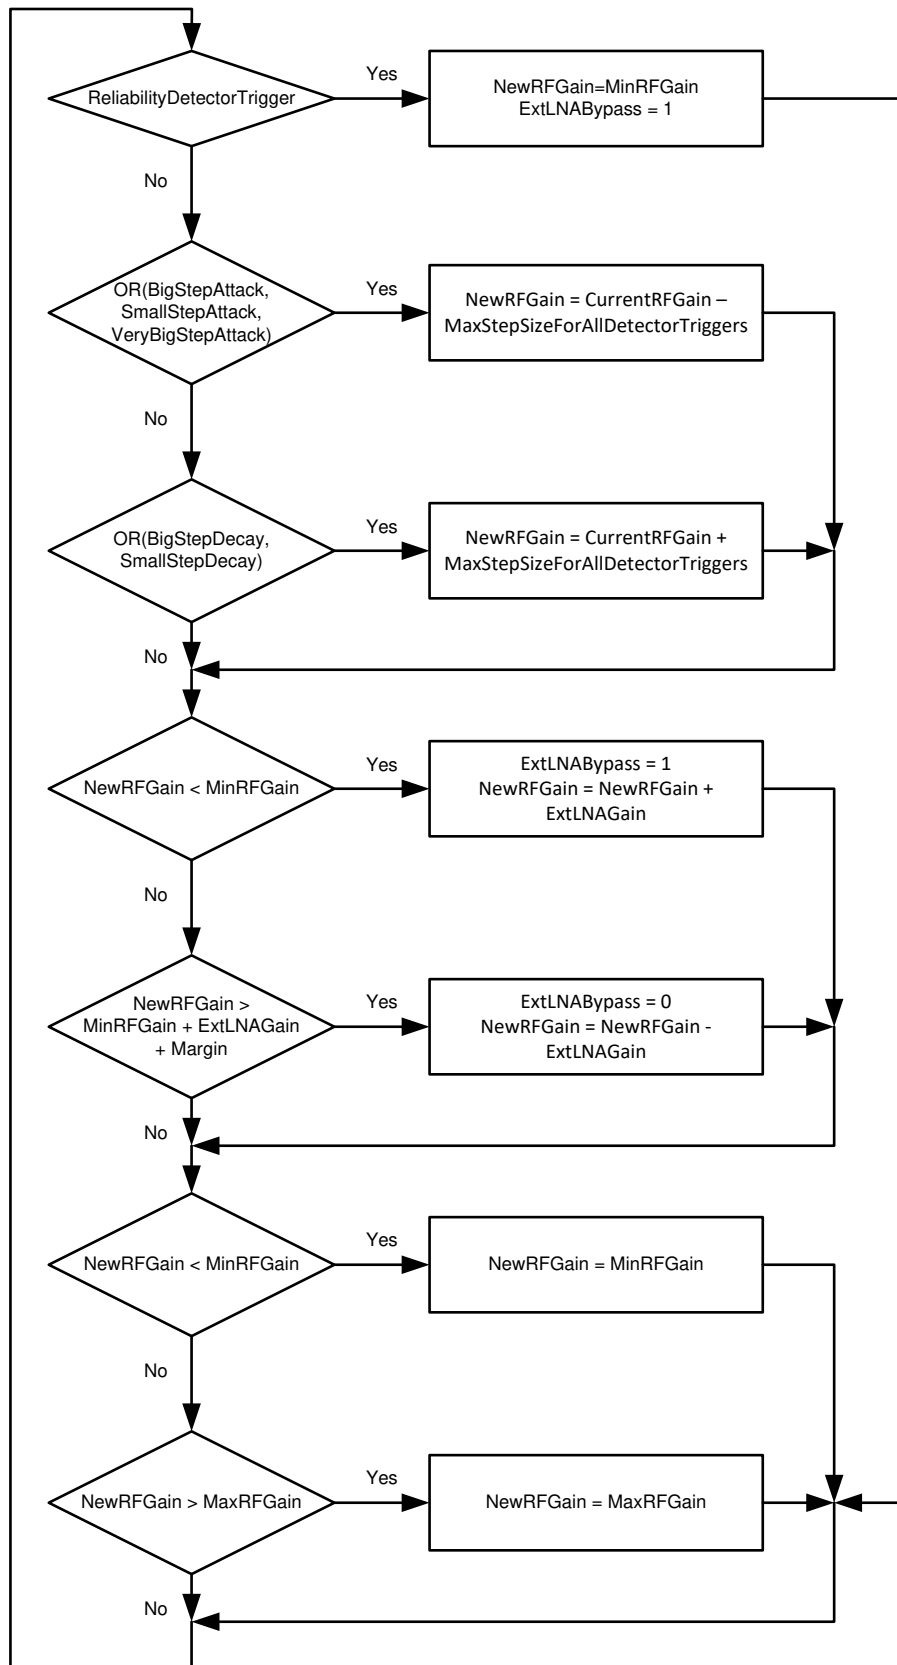 ReliabilityDetectorTrigger
Yes
NewRFGain=MinRFGain
ExtLNABypass = 1
No
OR(BigStepAttack,
SmallStepAttack,
VeryBigStepAttack)
Yes
NewRFGain = CurrentRFGain –
MaxStepSizeForAllDetectorTriggers
No
OR(BigStepDecay,
SmallStepDecay)
Yes
NewRFGain = CurrentRFGain +
MaxStepSizeForAllDetectorTriggers
No
NewRFGain < MinRFGain
Yes
ExtLNABypass = 1
NewRFGain = NewRFGain +
ExtLNAGain
No
NewRFGain >
MinRFGain + ExtLNAGain
+ Margin
Yes
ExtLNABypass = 0
NewRFGain = NewRFGain -
ExtLNAGain
No
NewRFGain < MinRFGain
Yes
NewRFGain = MinRFGain
No
NewRFGain > MaxRFGain
Yes
NewRFGain = MaxRFGain
No